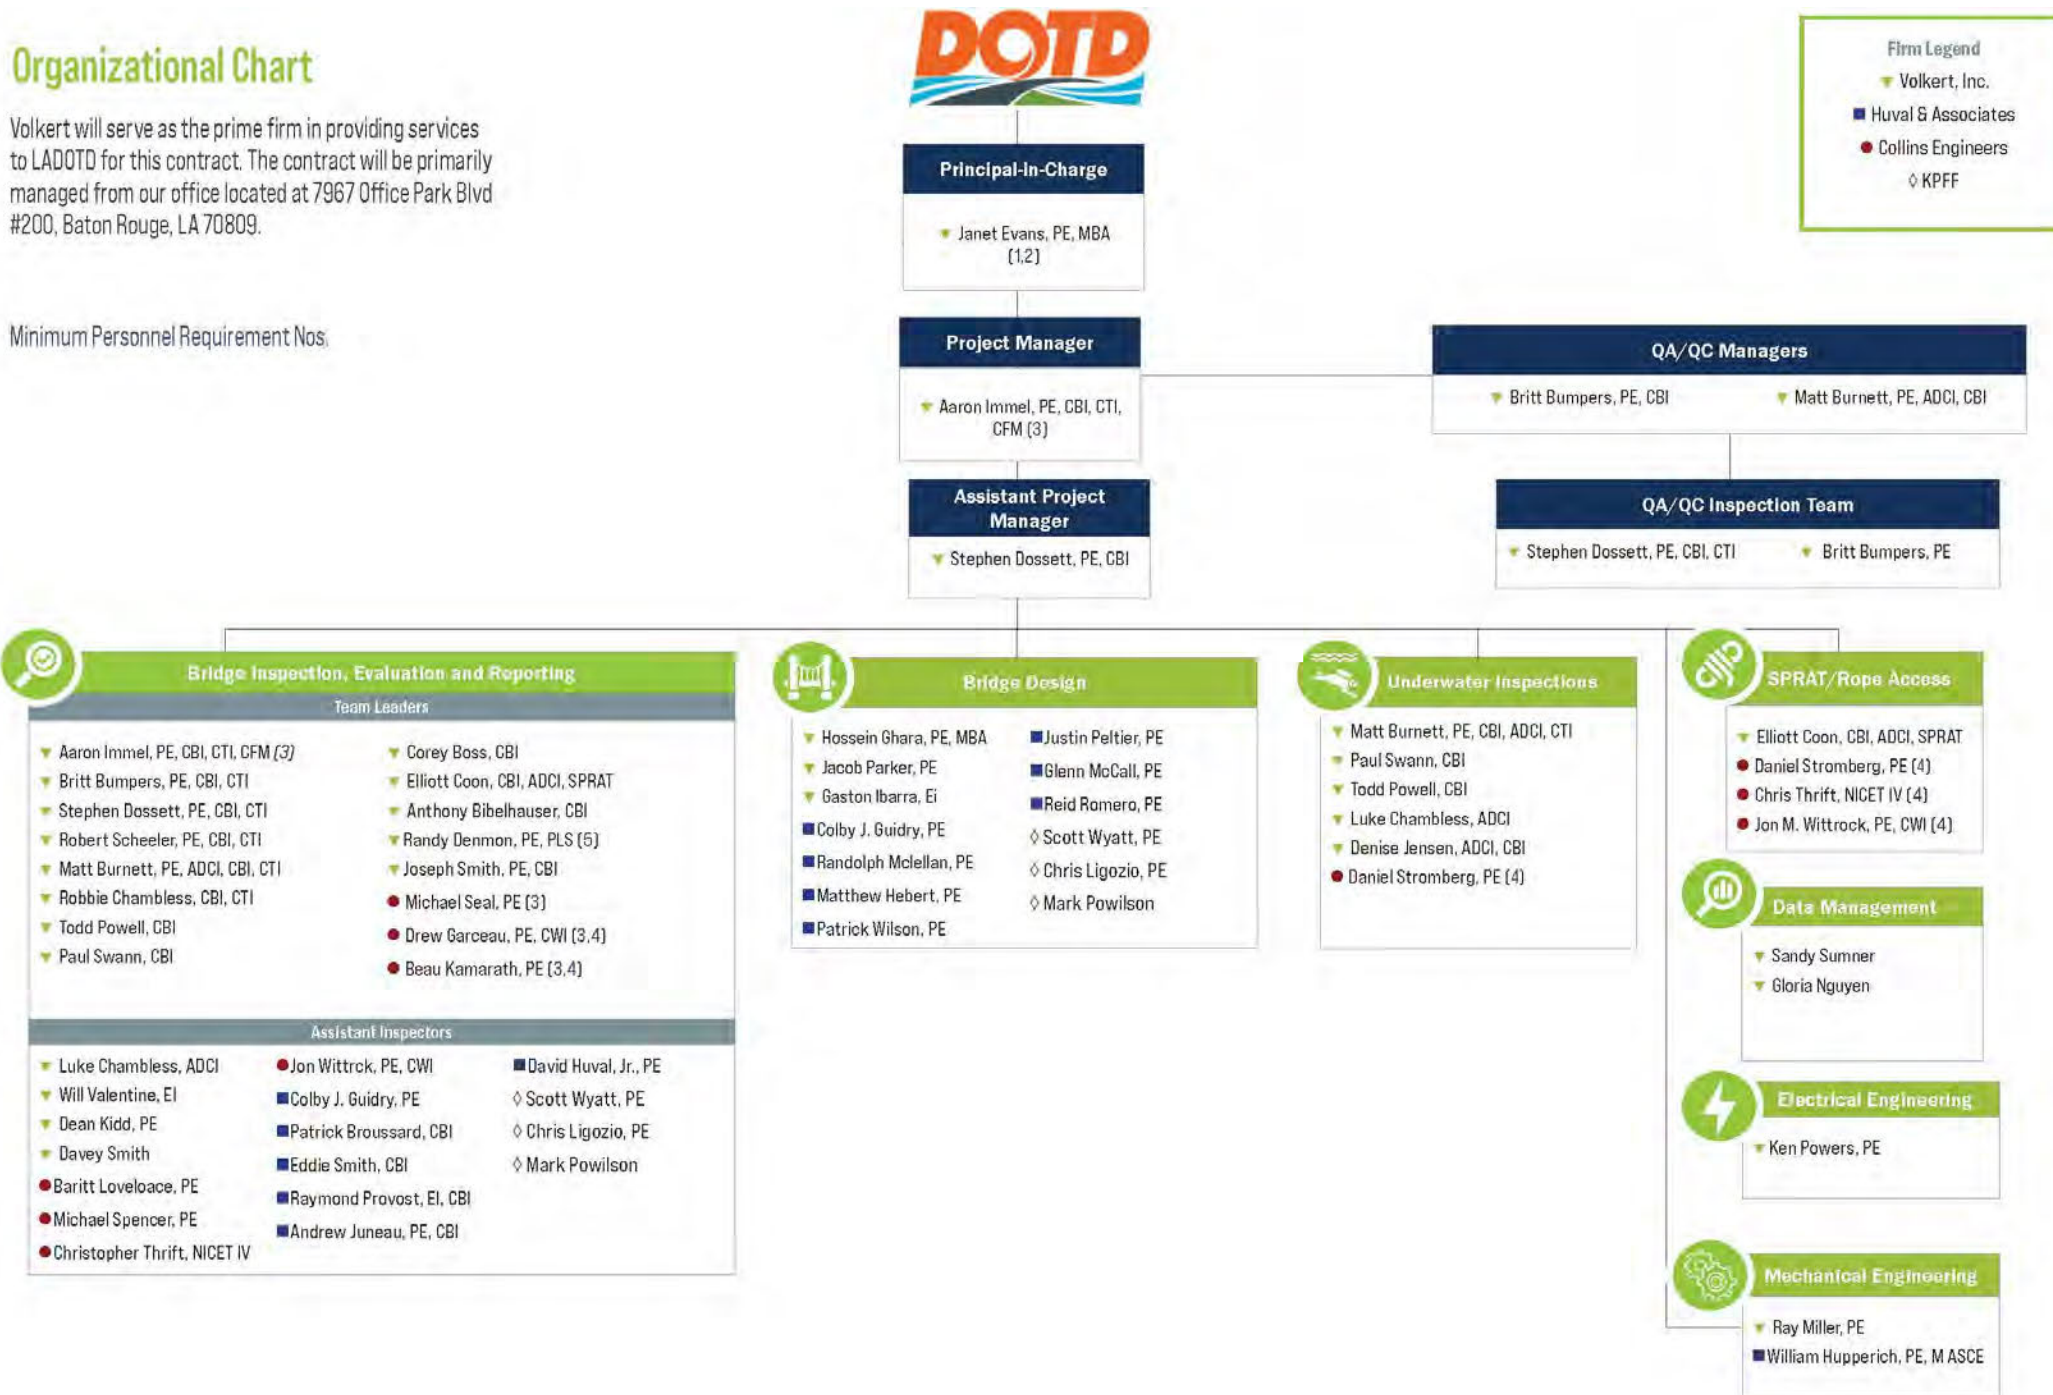 DOTD
Organizational Chart
Volkert will serve as the prime firm in providing services
to LADOTD for this contract. The contract will be primarily
managed from our office located at 7967 Office Park Blvd
#200, Baton Rouge, LA 70809.
Minimum Personnel Requirement Nos.
Firm Legend
Volkert, Inc.
Huval & Associates
Collins Engineers
◊ KPFF
Principal-in-Charge
Janet Evans, PE, MBA
(1,2)
Project Manager
Aaron Immel, PE, CBI, CTI,
CFM (3)
QA/QC Managers
Britt Bumpers, PE, CBI
Matt Burnett, PE, ADCI, CBI
Assistant Project
Manager
Stephen Dossett, PE, CBI
QA/QC Inspection Team
Stephen Dossett, PE, CBI, CTI
Britt Bumpers, PE
Bridge Inspection, Evaluation and Reporting
Team Leaders
Aaron Immel, PE, CBI, CTI, CFM (3)
Britt Bumpers, PE, CBI, CTI
Stephen Dossett, PE, CBI, CTI
Robert Scheeler, PE, CBI, CTI
Matt Burnett, PE, ADCI, CBI, CTI
Robbie Chambless, CBI, CTI
Todd Powell, CBI
Paul Swann, CBI
Corey Boss, CBI
Elliott Coon, CBI, ADCI, SPRAT
Anthony Bibelhauser, CBI
Randy Denmon, PE, PLS (5)
Joseph Smith, PE, CBI
Michael Seal, PE (3)
Drew Garceau, PE, CWI (3,4)
Beau Kamarath, PE (3,4)
Assistant Inspectors
Luke Chambless, ADCI
Will Valentine, EI
Dean Kidd, PE
Davey Smith
Baritt Loveloace, PE
Michael Spencer, PE
Christopher Thrift, NICET IV
Jon Wittrck, PE, CWI
Colby J. Guidry, PE
Patrick Broussard, CBI
Eddie Smith, CBI
Raymond Provost, EI, CBI
Andrew Juneau, PE, CBI
David Huval, Jr., PE
◊ Scott Wyatt, PE
◊ Chris Ligozio, PE
◊ Mark Powilson
Bridge Design
Hossein Ghara, PE, MBA
Jacob Parker, PE
Gaston Ibarra, Ei
Colby J. Guidry, PE
Randolph Mclellan, PE
Matthew Hebert, PE
Patrick Wilson, PE
Justin Peltier, PE
Glenn McCall, PE
Reid Romero, PE
◊ Scott Wyatt, PE
◊ Chris Ligozio, PE
◊ Mark Powilson
Underwater Inspections
Matt Burnett, PE, CBI, ADCI, CTI
Paul Swann, CBI
Todd Powell, CBI
Luke Chambless, ADCI
Denise Jensen, ADCI, CBI
Daniel Stromberg, PE (4)
SPRAT/Rope Access
Elliott Coon, CBI, ADCI, SPRAT
Daniel Stromberg, PE (4)
Chris Thrift, NICET IV (4)
Jon M. Wittrock, PE, CWI (4)
Data Management
Sandy Sumner
Gloria Nguyen
Electrical Engineering
Ken Powers, PE
Mechanical Engineering
Ray Miller, PE
William Hupperich, PE, M ASCE